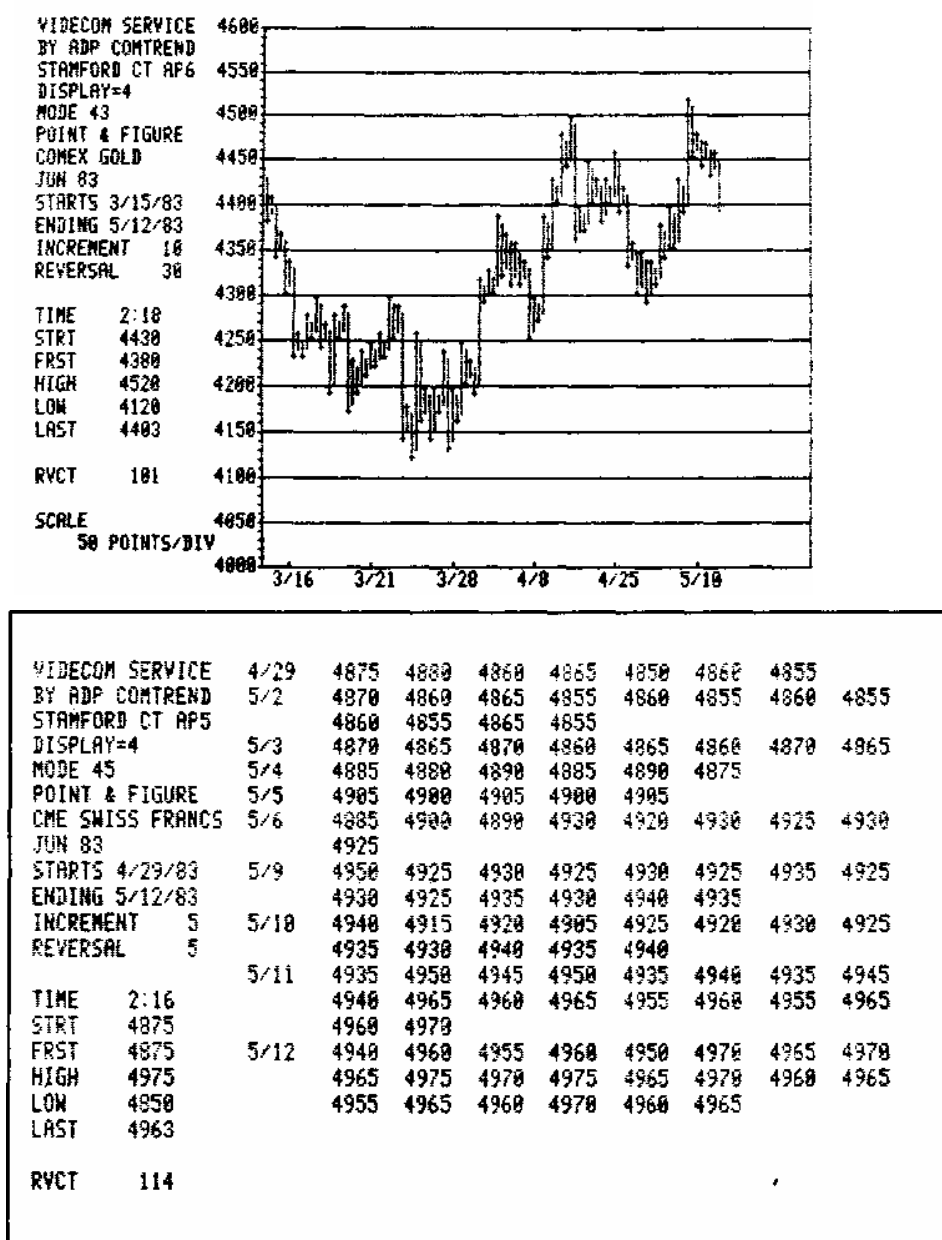 VIDECOM SERVICE
BY ADP COMTREND
STAMFORD CT AP6
DISPLAY=4
MODE 43
POINT & FIGURE
COMEX GOLD
JUN 83
STARTS 3/15/83
ENDING 5/12/83
INCREMENT 10
REVERSAL 30
TIME 2:18
STRT 4430
FRST 4380
HIGH 4520
LOW 4120
LAST 4403
RVCT 101
SCALE
50 POINTS/DIV
4600
4550
4500
4450
4400
4350
4300
4250
4200
4150
4100
4050
4000
3/16 3/21 3/28 4/8 4/25 5/10
VIDECOM SERVICE 4/29 4875 4880 4860 4865 4850 4860 4855
BY ADP COMTREND 5/2 4870 4860 4865 4855 4860 4855 4860 4855
STAMFORD CT AP5 4860 4855 4865 4855
DISPLAY=4 5/3 4870 4865 4870 4860 4865 4860 4870 4865
MODE 45 5/4 4885 4880 4890 4885 4890 4875
POINT & FIGURE 5/5 4905 4900 4905 4900 4905
CME SWISS FRANCS 5/6 4885 4900 4890 4930 4920 4930 4925 4930
JUN 83 4925
STARTS 4/29/83 5/9 4950 4925 4930 4925 4930 4925 4935 4925
ENDING 5/12/83 4930 4925 4935 4930 4940 4935
INCREMENT 5 5/10 4940 4915 4920 4905 4925 4920 4930 4925
REVERSAL 5 4935 4930 4940 4935 4940
5/11 4935 4950 4945 4950 4935 4940 4935 4945
TIME 2:16 4940 4965 4960 4965 4955 4960 4955 4965
STRT 4875 4960 4970
FRST 4875 5/12 4940 4960 4955 4960 4950 4970 4965 4970
HIGH 4975 4965 4975 4970 4975 4965 4970 4960 4965
LOW 4850 4955 4965 4960 4970 4960 4965
LAST 4963
RVCT 114